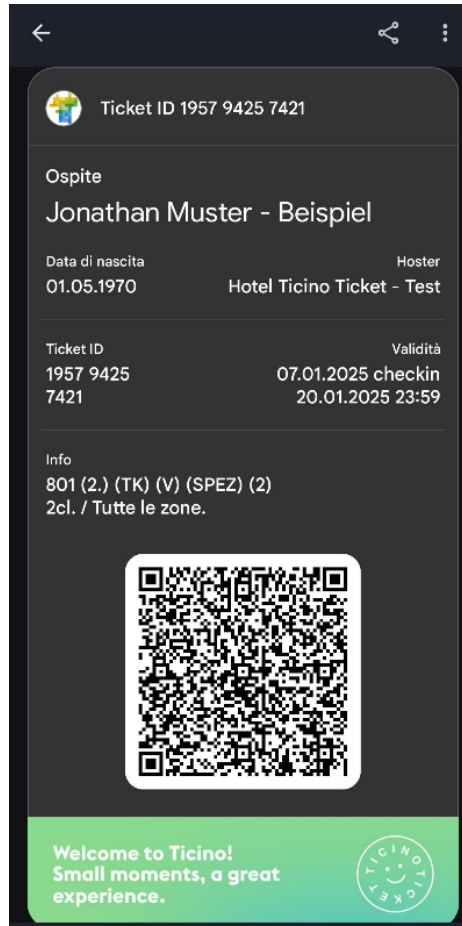 Ticket ID 1957 9425 7421
Ospite
Jonathan Muster - Beispiel
Data di nascita
Hoster
01.05.1970
Hotel Ticino Ticket - Test
Ticket ID
Validità
1957 9425
07.01.2025 checkin
7421
20.01.2025 23:59
Info
801 (2.) (TK) (V) (SPEZ) (2)
2cl. / Tutte le zone.
Welcome to Ticino!
Small moments, a great
experience.
TICINO
TICKET